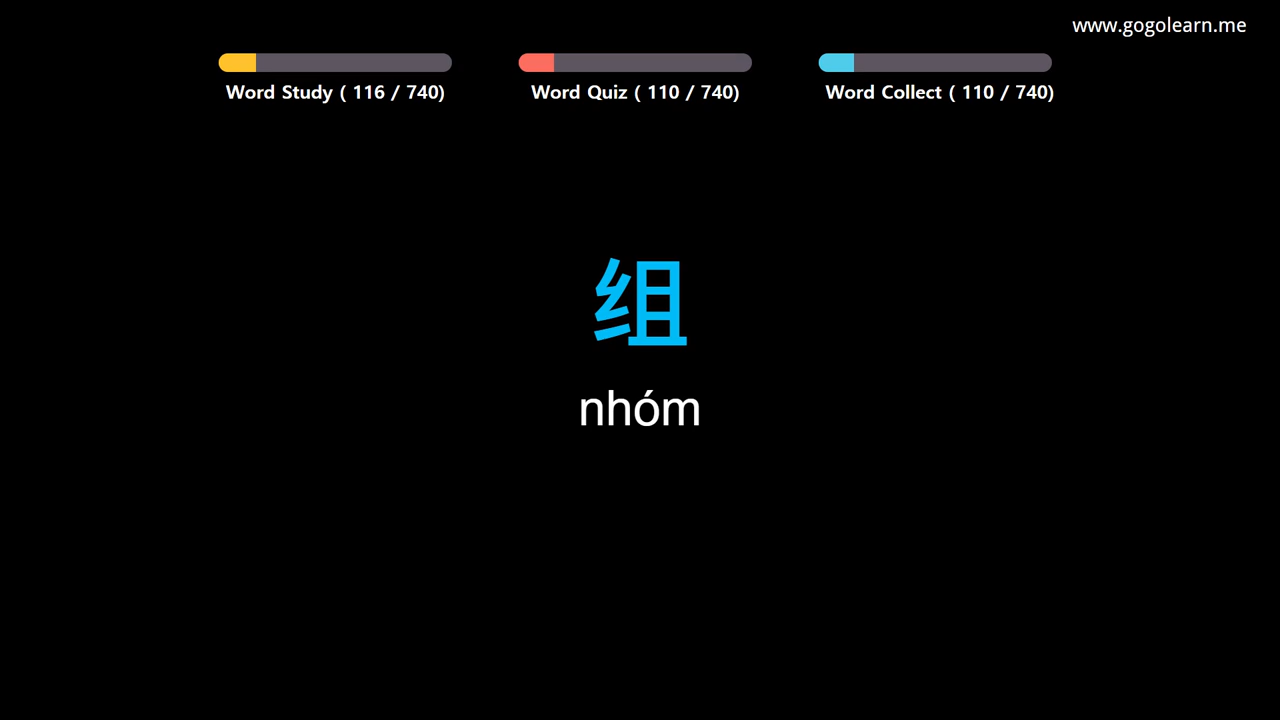 www.gogolearn.me
Word Study ( 116 / 740)
Word Quiz ( 110 / 740)
Word Collect ( 110 / 740)
组
nhóm